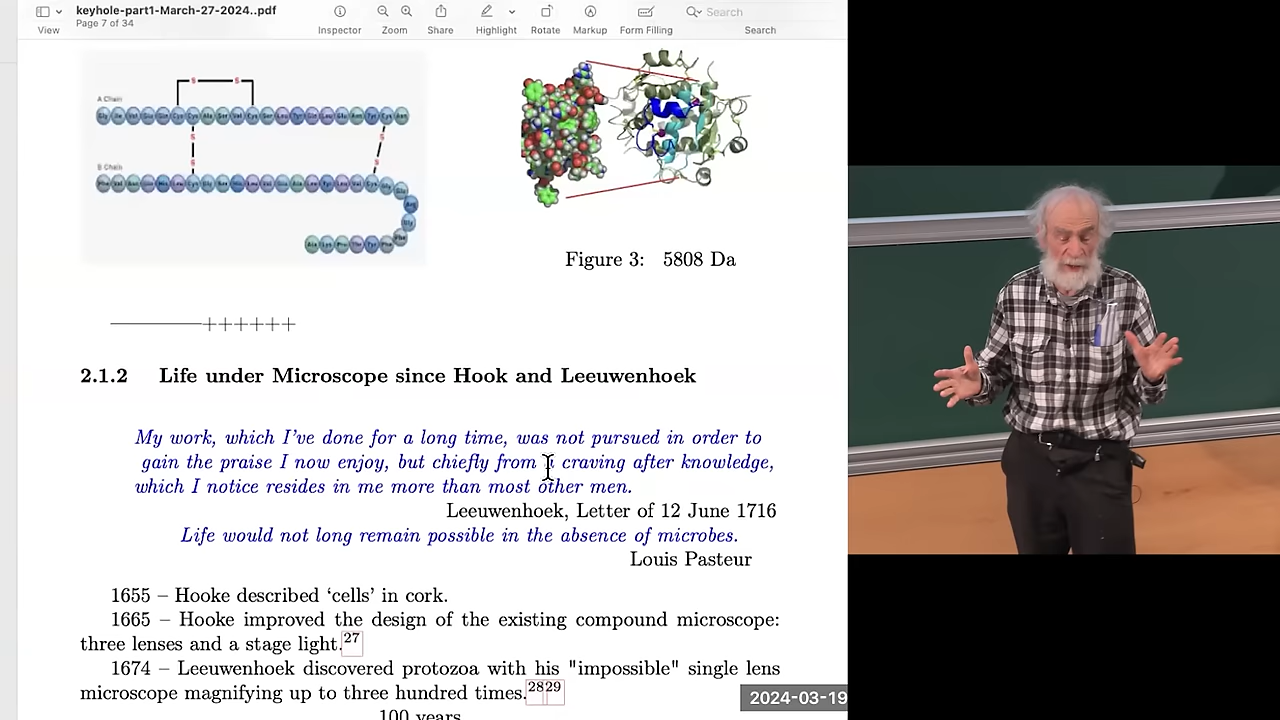 keyhole-part1-March-27-2024..pdf
Page 7 of 34
View
Inspector
Zoom
Share
Highlight
Rotate
Markup
Form Filling
Search
Search
A Chain
B Chain
Figure 3: 5808 Da
2.1.2 Life under Microscope since Hook and Leeuwenhoek
My work, which I've done for a long time, was not pursued in order to
gain the praise I now enjoy, but chiefly from a craving after knowledge,
which I notice resides in me more than most other men.
Leeuwenhoek, Letter of 12 June 1716
Life would not long remain possible in the absence of microbes.
Louis Pasteur
1655 – Hooke described ‘cells’ in cork.
1665 – Hooke improved the design of the existing compound microscope:
three lenses and a stage light.27
1674 – Leeuwenhoek discovered protozoa with his "impossible" single lens
microscope magnifying up to three hundred times.2829
100 years
2024-03-19